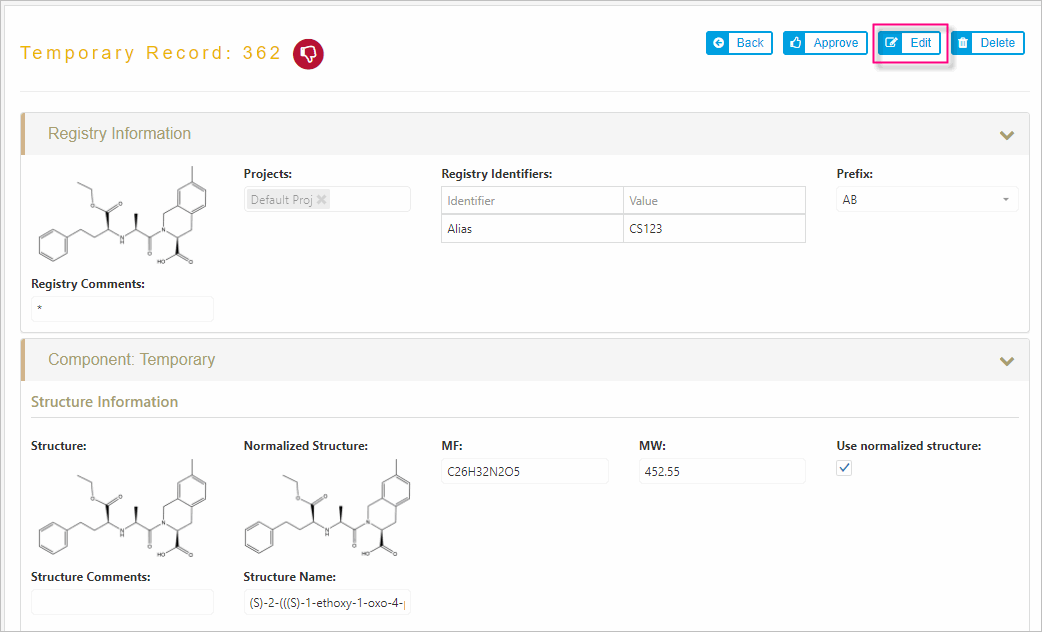 Temporary Record: 362
Back
Approve
Edit
Delete
Registry Information
Projects:
Default Proj
Registry Identifiers:
Identifier Value
Alias CS123
Prefix:
AB
Registry Comments:
*
Component: Temporary
Structure Information
Structure:
Normalized Structure:
MF:
C26H32N2O5
MW:
452.55
Use normalized structure:
Structure Comments:
Structure Name:
(S)-2-(((S)-1-ethoxy-1-oxo-4-